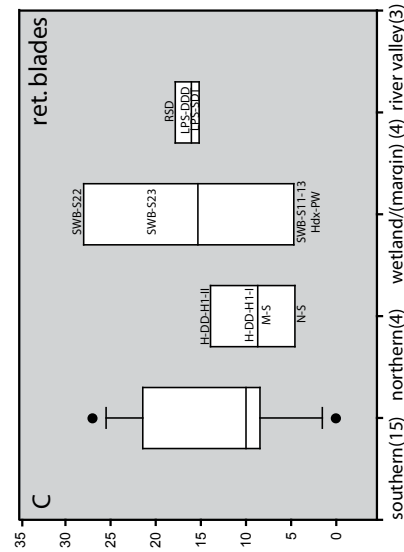 C
ret. blades
35
30
25
20
15
10
5
0
H-DD-H1-II
H-DD-H1-I
M-S
N-S
SWB-S22
SWB-S23
SWB-S11-13
Hdx-PW
RSD
LPS-DDD
LPS-SDT
southern(15) northern(4) wetland/(margin) (4) river valley(3)